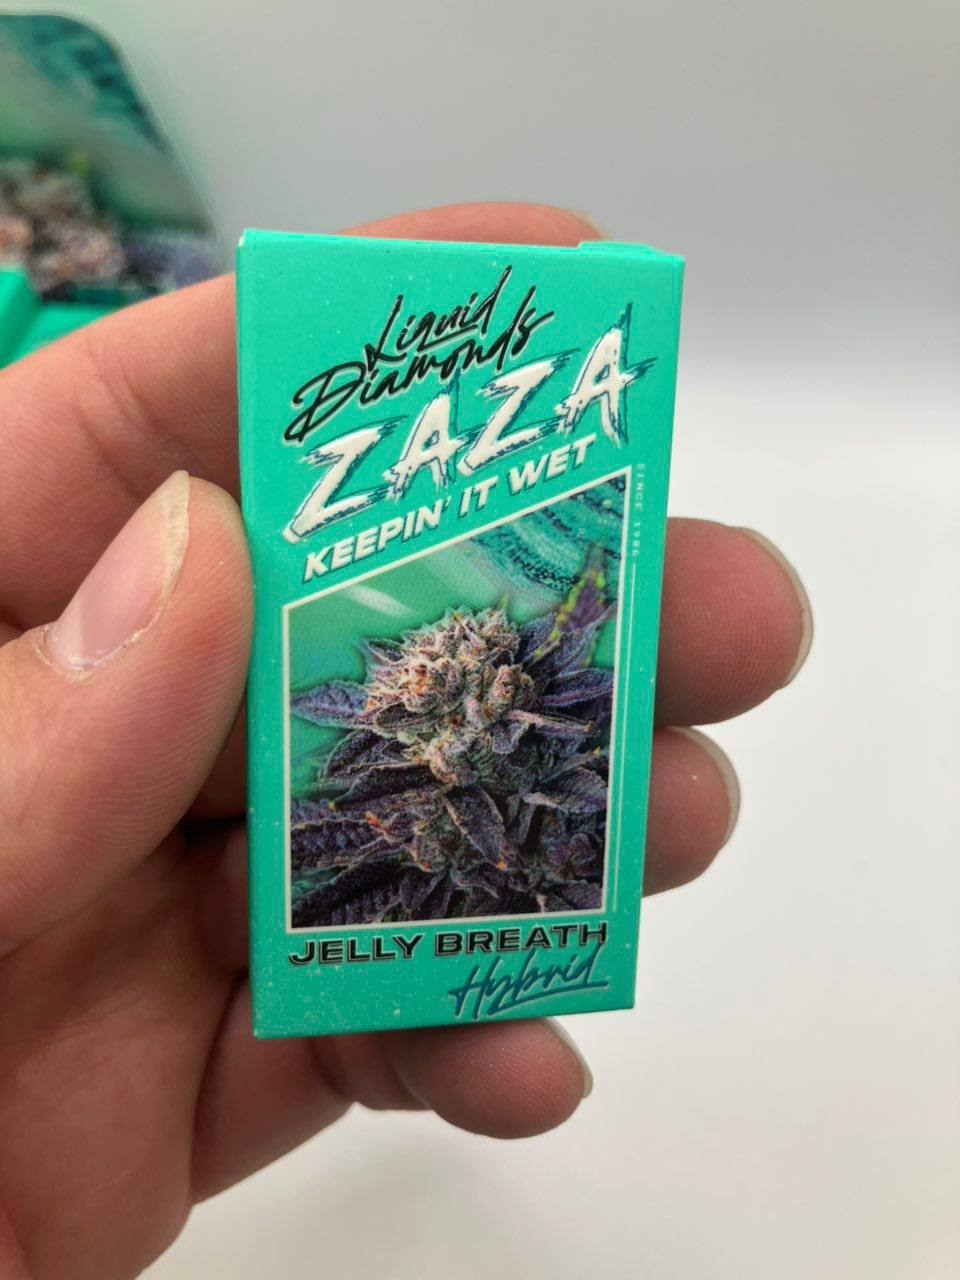 Liquid
Diamonds
ZAZA
KEEPIN' IT WET
SINCE 1986
JELLY BREATH
Hybrid